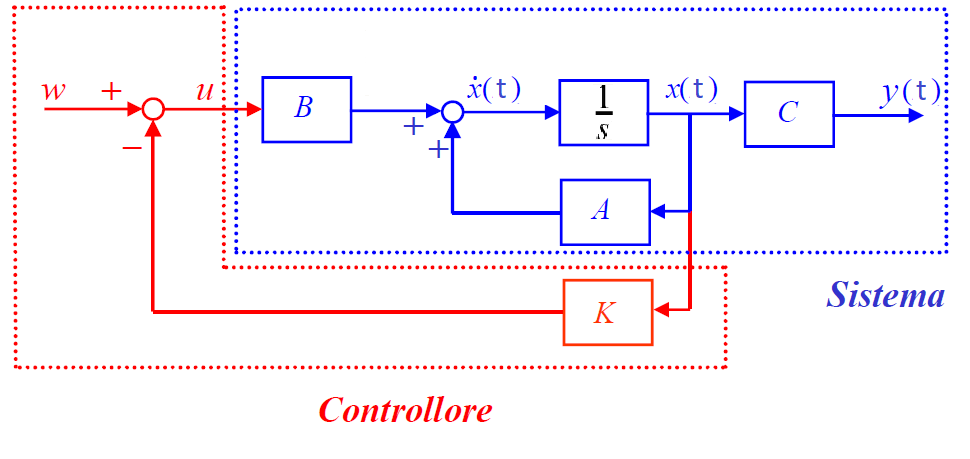 w + u B ẋ(t) 1/s x(t) C y(t)
+
− +
A
K
Sistema
Controllore